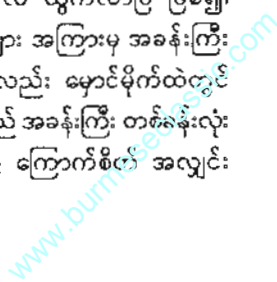 များ အကြားမှ အခန်းကြီး
လည်း မှောင်မိုက်ထဲတွင်
ည် အခန်းကြီး တစ်ခန်းလုံး
ကြောက်စိတ် အလျှင်း
www.burmeseclassic.com